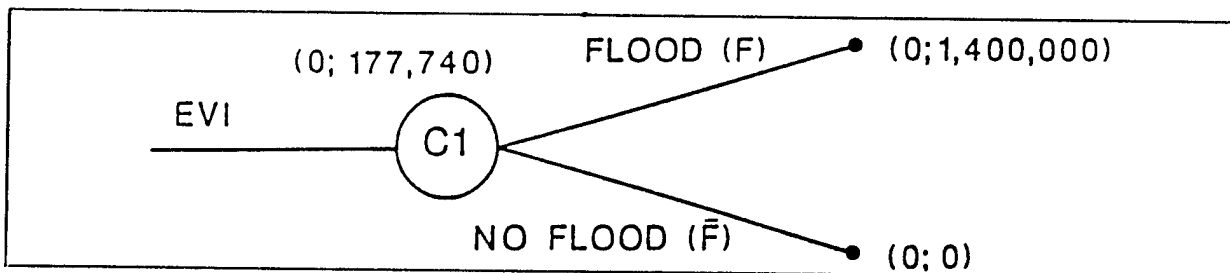 (0; 177,740)
FLOOD (F)
(0;1,400,000)
EVI
C1
NO FLOOD (F̄)
(0; 0)